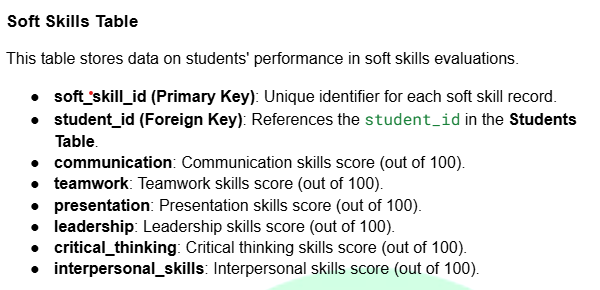 Soft Skills Table
This table stores data on students' performance in soft skills evaluations.
● soft_skill_id (Primary Key): Unique identifier for each soft skill record.
● student_id (Foreign Key): References the student_id in the Students
Table.
● communication: Communication skills score (out of 100).
● teamwork: Teamwork skills score (out of 100).
● presentation: Presentation skills score (out of 100).
● leadership: Leadership skills score (out of 100).
● critical_thinking: Critical thinking skills score (out of 100).
● interpersonal_skills: Interpersonal skills score (out of 100).